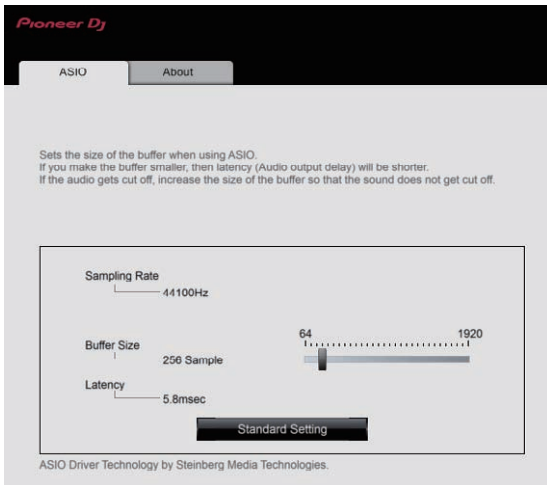 Pioneer Dj
ASIO
About
Sets the size of the buffer when using ASIO.
If you make the buffer smaller, then latency (Audio output delay) will be shorter.
If the audio gets cut off, increase the size of the buffer so that the sound does not get cut off.
Sampling Rate
44100Hz
64 1920
Buffer Size
256 Sample
Latency
5.8msec
Standard Setting
ASIO Driver Technology by Steinberg Media Technologies.